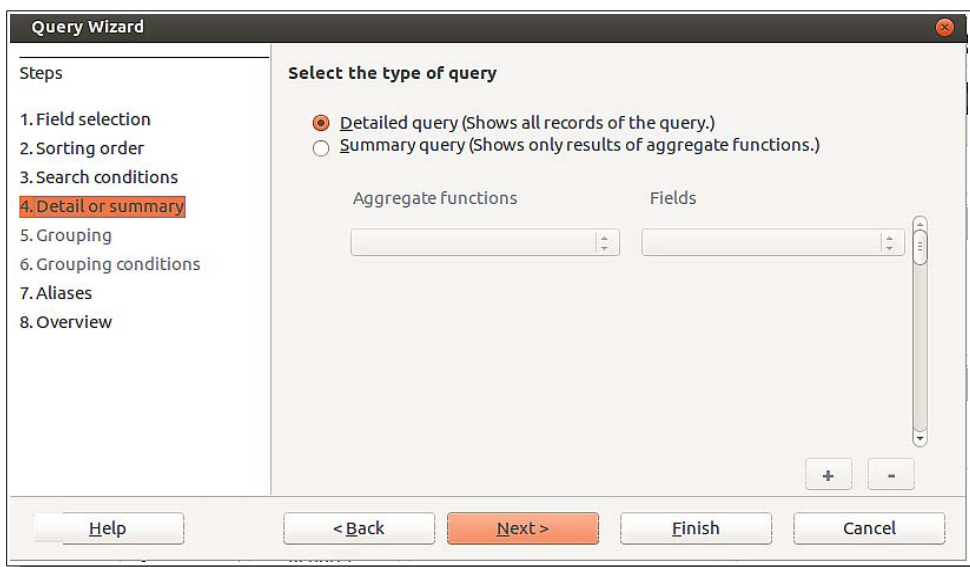 Query Wizard
Steps
1. Field selection
2. Sorting order
3. Search conditions
4. Detail or summary
5. Grouping
6. Grouping conditions
7. Aliases
8. Overview
Select the type of query
Detailed query (Shows all records of the query.)
Summary query (Shows only results of aggregate functions.)
Aggregate functions Fields
+ -
Help < Back Next > Finish Cancel